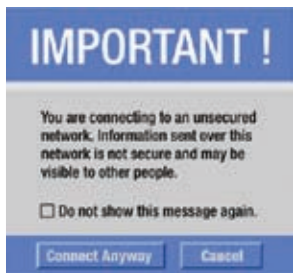 IMPORTANT !
You are connecting to an unsecured
network. Information sent over this
network is not secure and may be
visible to other people.
Do not show this message again.
Connect Anyway
Cancel